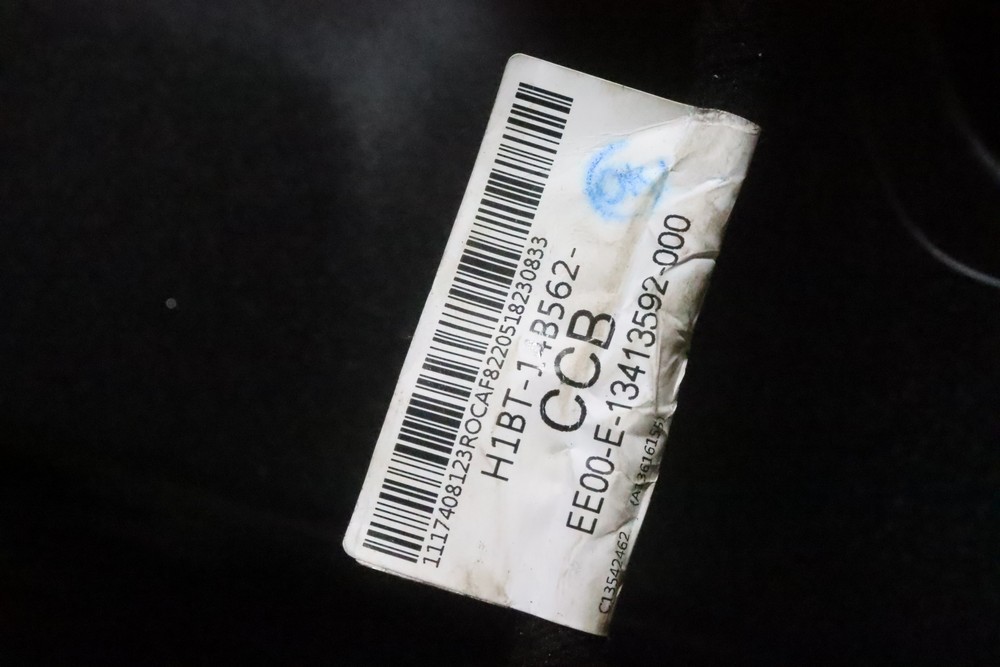 1117408123ROCAF8220518230833
H1BT-14B562-
CCB
EE00-E-13413592-000
C13542462